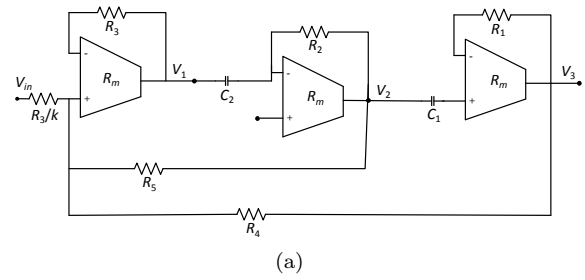 R3
-
Rm
+
Vin
R3/k
V1
C2
R2
-
Rm
+
V2
C1
R1
-
Rm
+
V3
R5
R4
(a)